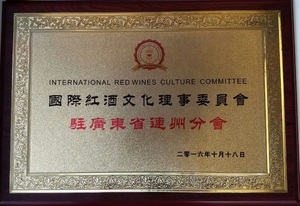 INTERNATIONAL RED WINES CULTURE COMMITTEE
國際红酒文化理事委員會
駐廣東省連州分會
二零一六年十月十八日